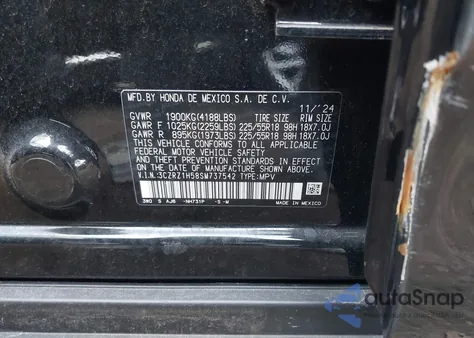 MFD.BY HONDA DE MEXICO S.A. DE C.V.
11/'24
GVWR 1900KG(4188LBS) TIRE SIZE RIM SIZE
GAWR F 1025KG(2259LBS) 225/55R18 98H 18X7.0J
GAWR R 895KG(1973LBS) 225/55R18 98H 18X7.0J
THIS VEHICLE CONFORMS TO ALL APPLICABLE
FEDERAL MOTOR VEHICLE SAFETY STANDARDS IN EFFECT
ON THE DATE OF MANUFACTURE SHOWN ABOVE.
V.I.N.:3CZRZ1H58SM737542 TYPE:MPV
3W0 S AJ6 -NH731P -S -M MADE IN MEXICO
autoSnap